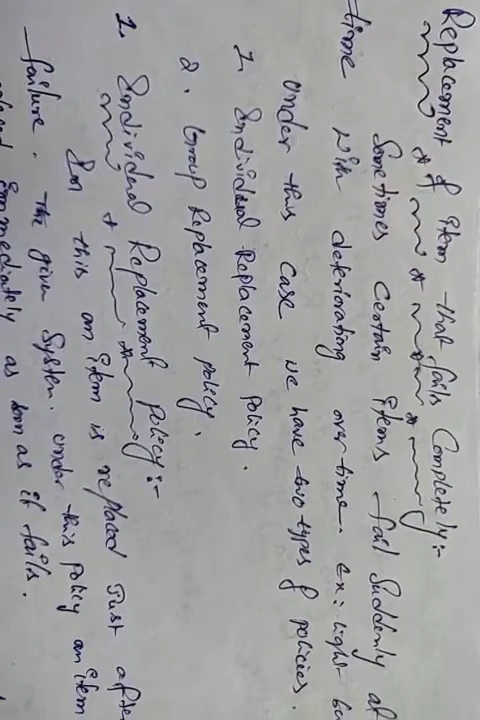 Replacement of item that fails Completely:-
Sometimes Certain items fail Suddenly at
time with deteriorating overtime. Ex: light bu
Under this case we have two types of policies.
1. Individual Replacement policy.
2. Group Replacement policy.
1. Individual Replacement policy:-
In this an item is replaced Just after
failure. The given System. Under this policy an item
immediately as soon as it fails.